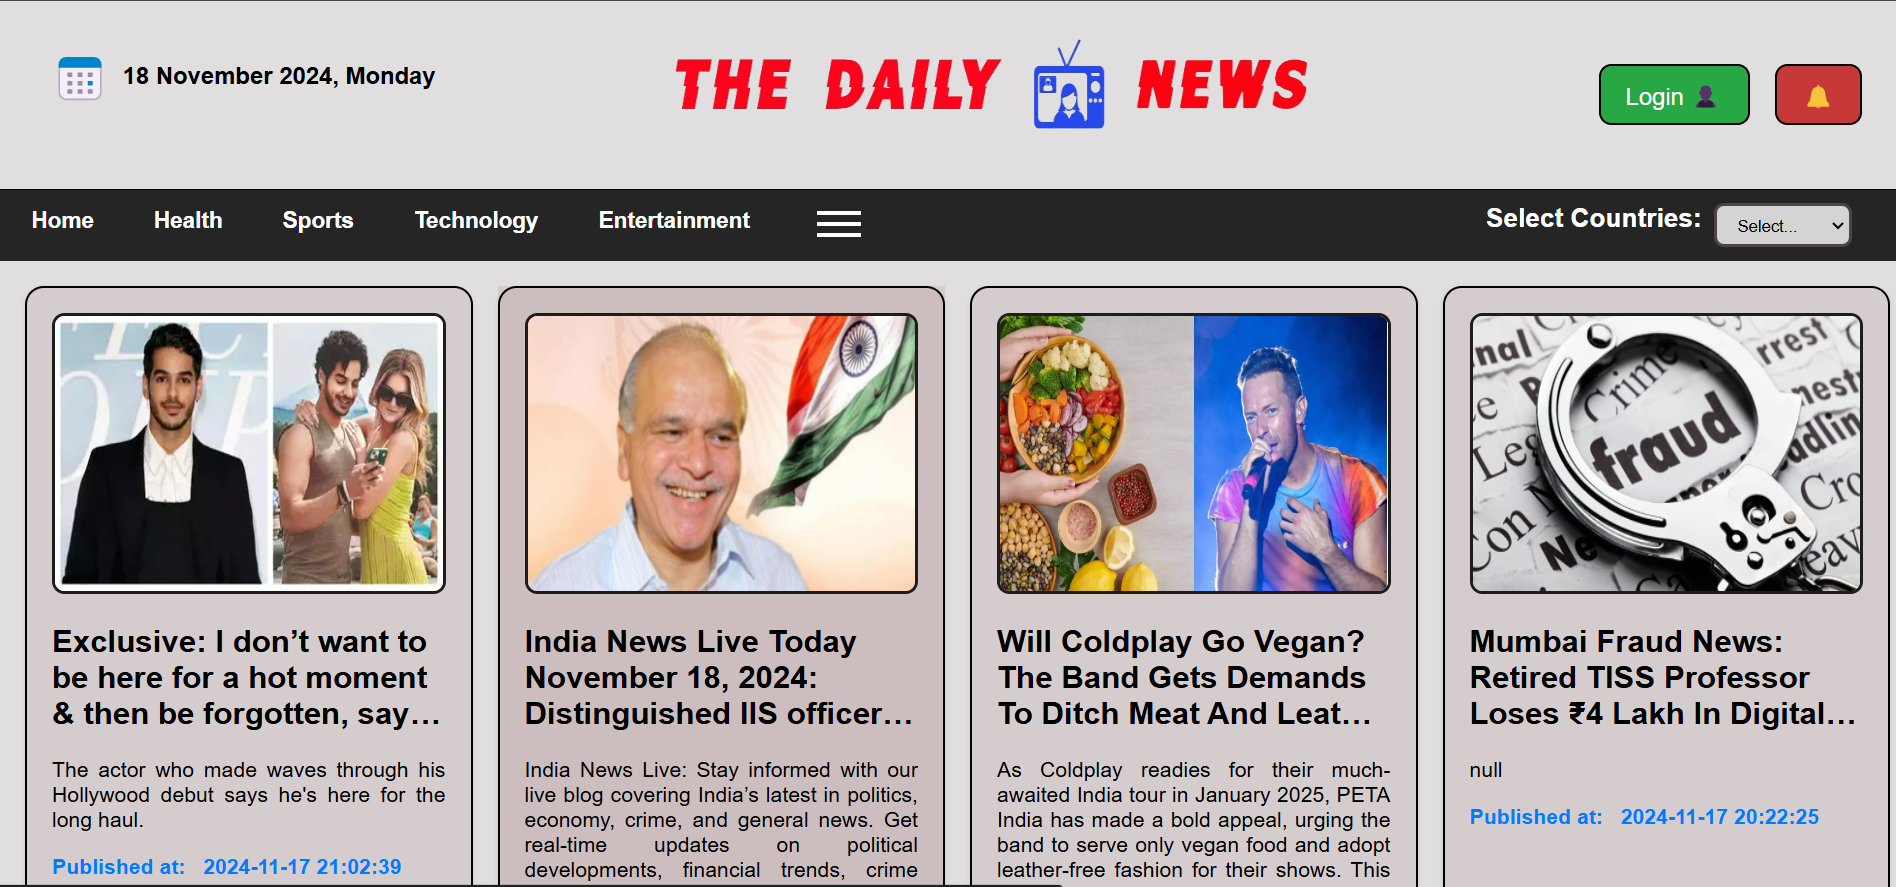 18 November 2024, Monday
THE DAILY NEWS
Login
Home Health Sports Technology Entertainment
Select Countries: Select...
Exclusive: I don’t want to
be here for a hot moment
& then be forgotten, say…
The actor who made waves through his
Hollywood debut says he's here for the
long haul.
Published at: 2024-11-17 21:02:39
India News Live Today
November 18, 2024:
Distinguished IIS officer…
India News Live: Stay informed with our
live blog covering India’s latest in politics,
economy, crime, and general news. Get
real-time updates on political
developments, financial trends, crime
Will Coldplay Go Vegan?
The Band Gets Demands
To Ditch Meat And Leat…
As Coldplay readies for their much-
awaited India tour in January 2025, PETA
India has made a bold appeal, urging the
band to serve only vegan food and adopt
leather-free fashion for their shows. This
Crime
fraud
Mumbai Fraud News:
Retired TISS Professor
Loses ₹4 Lakh In Digital…
null
Published at: 2024-11-17 20:22:25